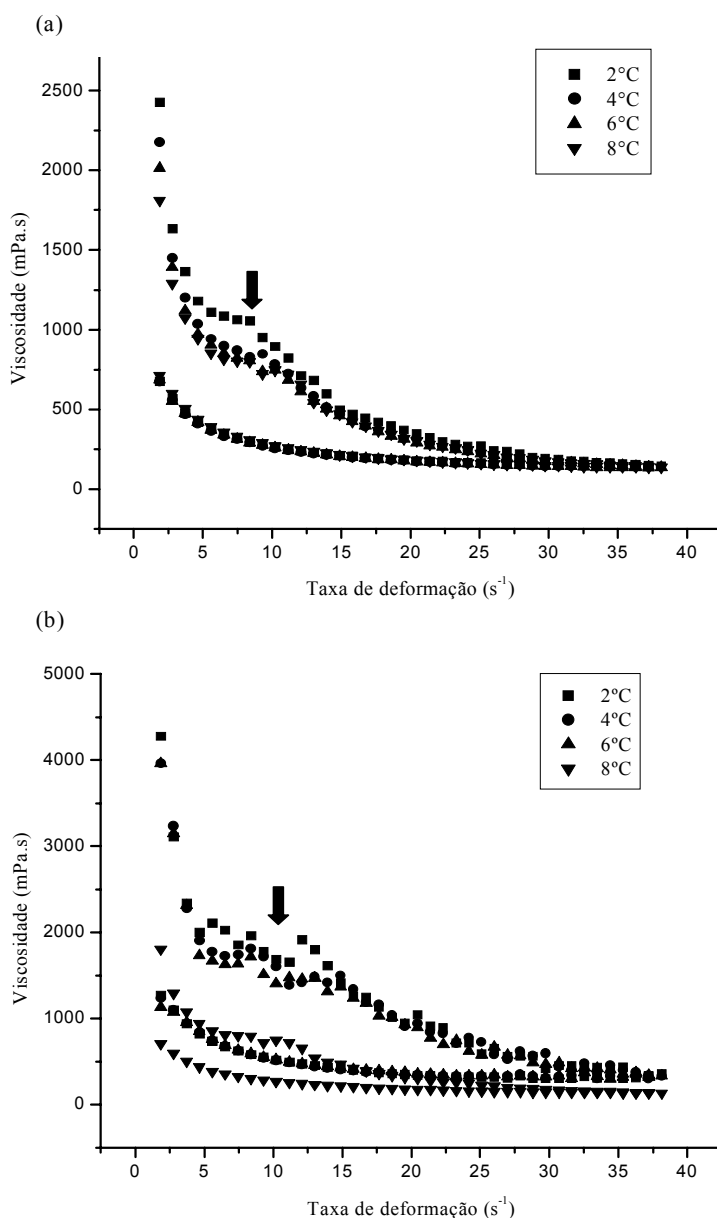 (a)
2°C
4°C
6°C
8°C
2500
2000
1500
1000
500
0
Viscosidade (mPa.s)
0 5 10 15 20 25 30 35 40
Taxa de deformação (s-1)
(b)
2ºC
4ºC
6ºC
8ºC
5000
4000
3000
2000
1000
0
Viscosidade (mPa.s)
0 5 10 15 20 25 30 35 40
Taxa de deformação (s-1)